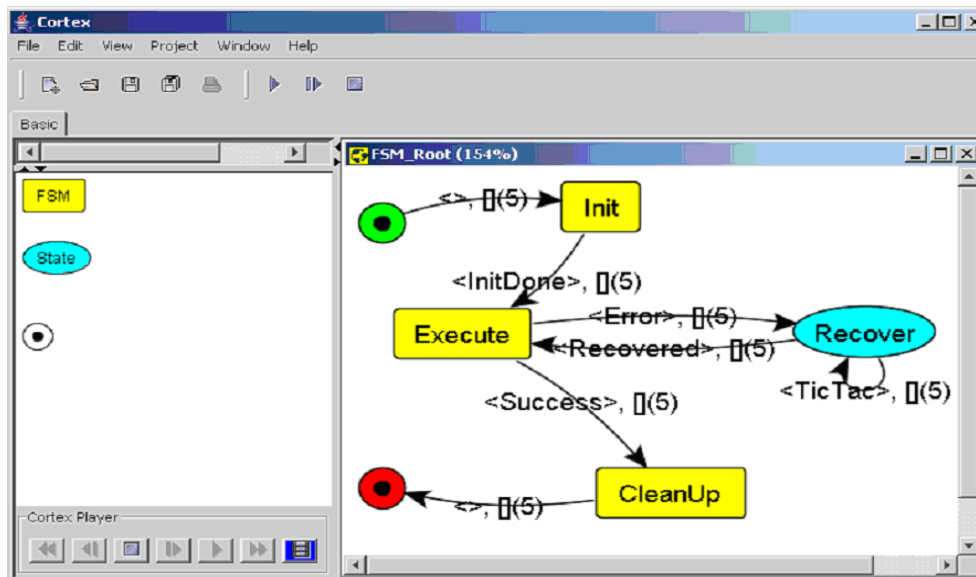 Cortex
File Edit View Project Window Help
Basic
FSM_Root (154%)
FSM
State
<>, [](5)
Init
<InitDone>, [](5)
Execute
<Error>, [](5)
Recover
<Recovered>, [](5)
<TicTac>, [](5)
<Success>, [](5)
CleanUp
<>, [](5)
Cortex Player